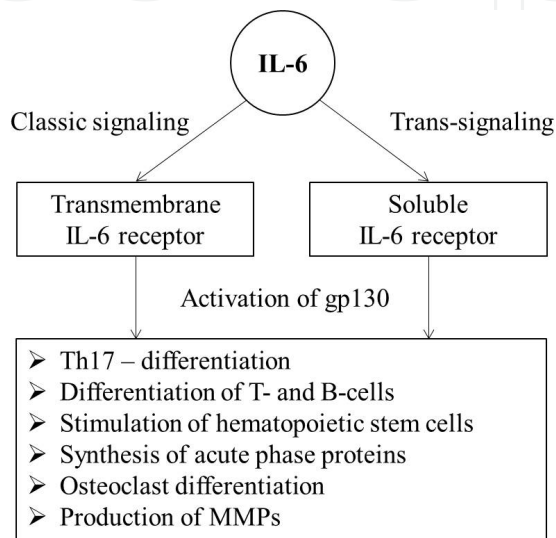 IL-6
Classic signaling
Trans-signaling
Transmembrane
IL-6 receptor
Soluble
IL-6 receptor
Activation of gp130
➢ Th17 – differentiation
➢ Differentiation of T- and B-cells
➢ Stimulation of hematopoietic stem cells
➢ Synthesis of acute phase proteins
➢ Osteoclast differentiation
➢ Production of MMPs